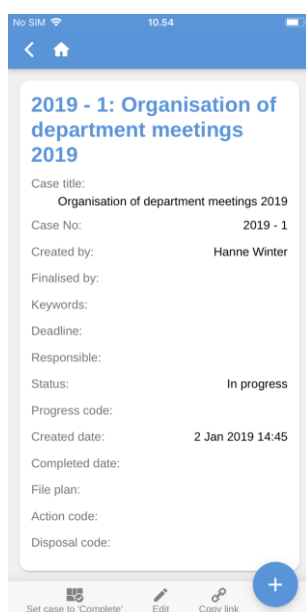 No SIM 10.54
2019 - 1: Organisation of
department meetings
2019
Case title:
Organisation of department meetings 2019
Case No: 2019 - 1
Created by: Hanne Winter
Finalised by:
Keywords:
Deadline:
Responsible:
Status: In progress
Progress code:
Created date: 2 Jan 2019 14:45
Completed date:
File plan:
Action code:
Disposal code:
Set case to 'Complete' Edit Copy link